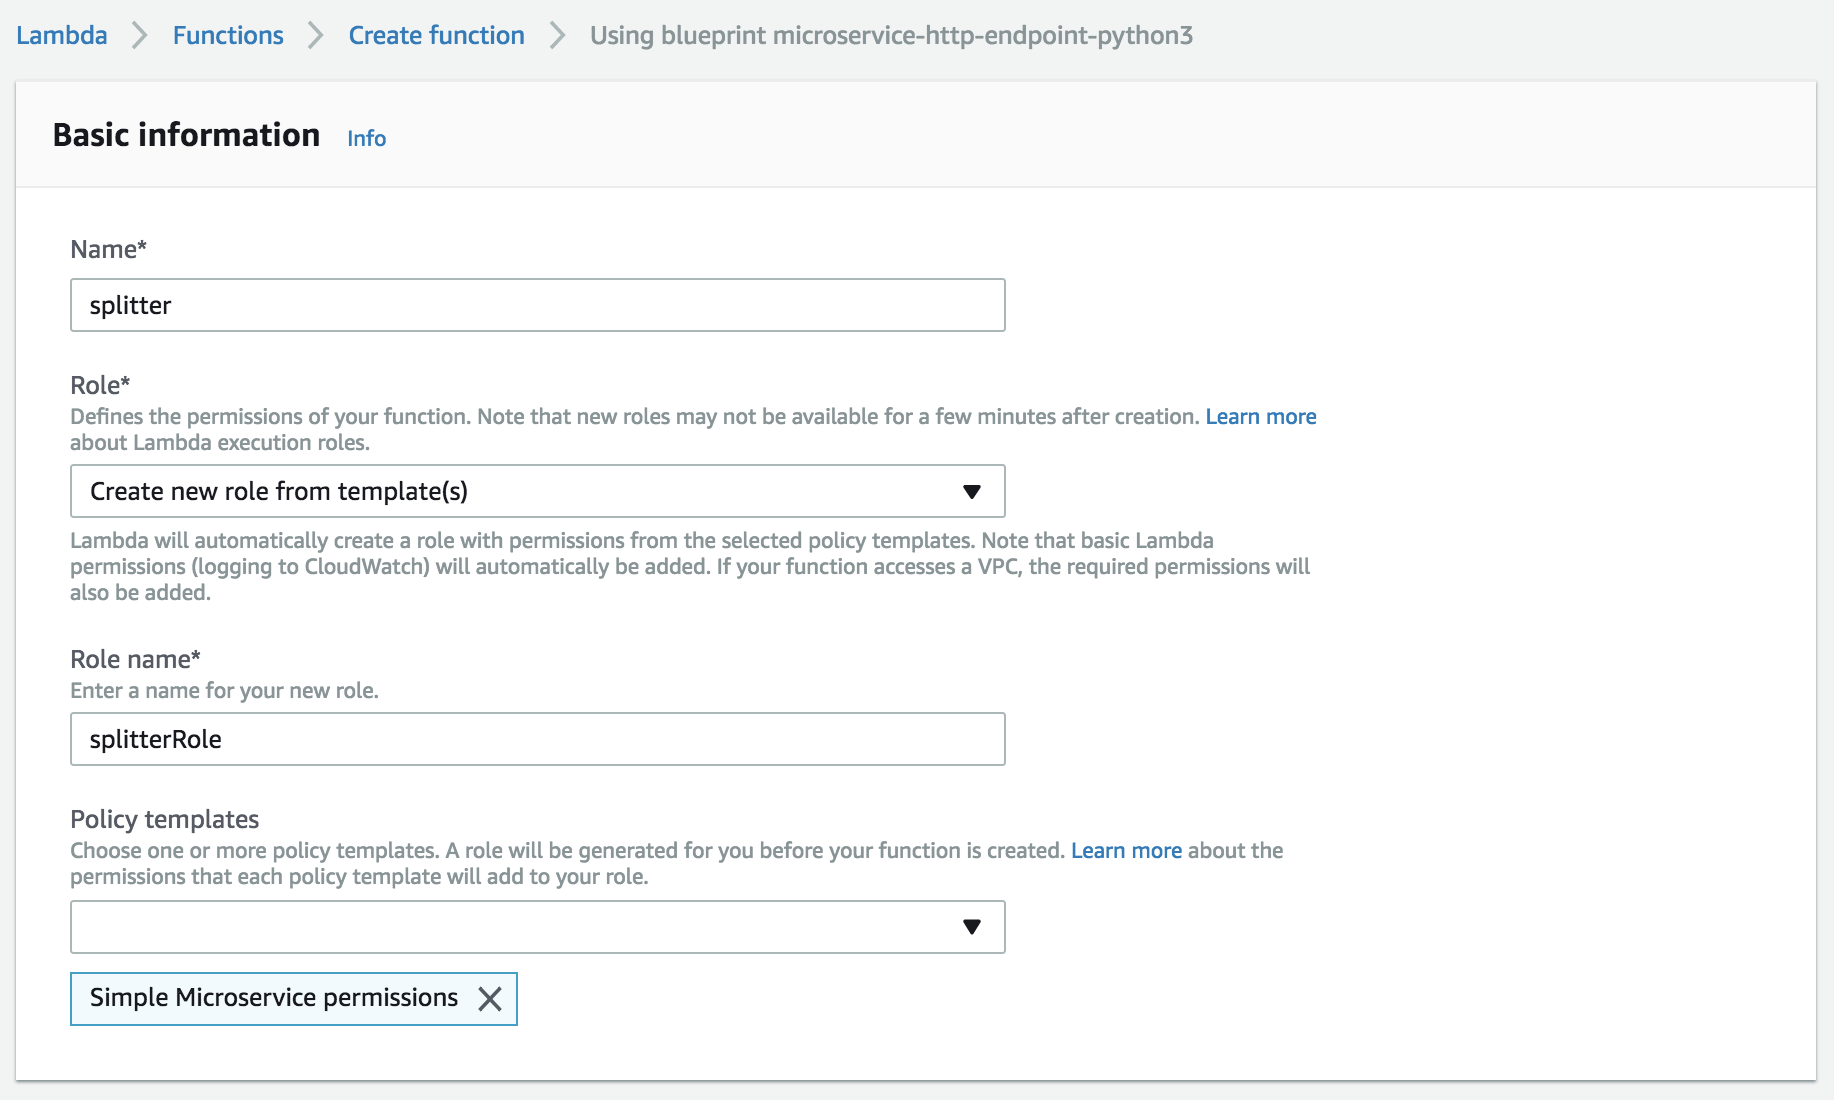 Lambda Functions Create function Using blueprint microservice-http-endpoint-python3
Basic information Info
Name*
splitter
Role*
Defines the permissions of your function. Note that new roles may not be available for a few minutes after creation. Learn more
about Lambda execution roles.
Create new role from template(s)
Lambda will automatically create a role with permissions from the selected policy templates. Note that basic Lambda
permissions (logging to CloudWatch) will automatically be added. If your function accesses a VPC, the required permissions will
also be added.
Role name*
Enter a name for your new role.
splitterRole
Policy templates
Choose one or more policy templates. A role will be generated for you before your function is created. Learn more about the
permissions that each policy template will add to your role.
Simple Microservice permissions